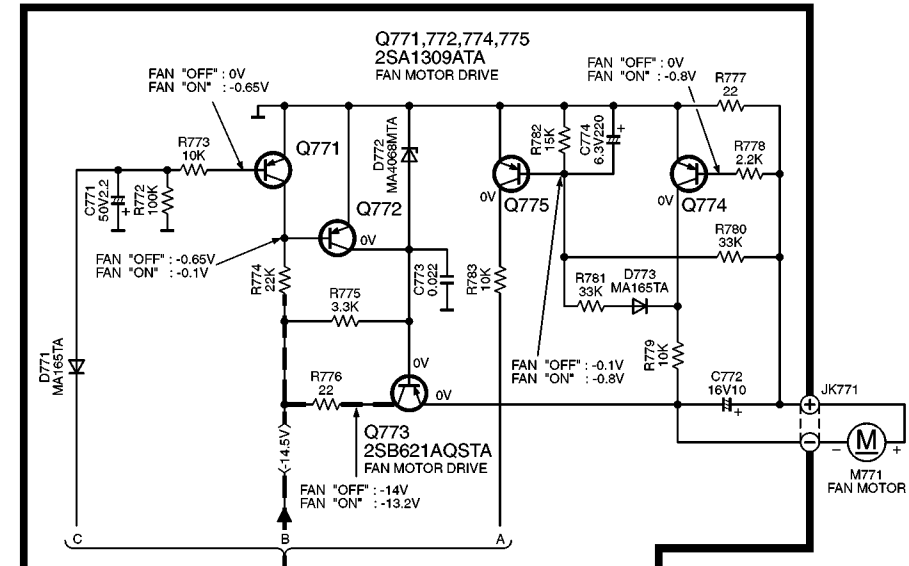 Q771,772,774,775
2SA1309ATA
FAN MOTOR DRIVE
FAN "OFF" : 0V
FAN "ON" : -0.65V
FAN "OFF" : 0V
FAN "ON" : -0.8V
R777
22
R773
10K
Q771
D772
MA4068MTA
R782
15K
C774
6.3V220
+
R778
2.2K
C771
50V2.2
+
R772
100K
Q772
0V
0V
Q775
0V
Q774
FAN "OFF" : -0.65V
FAN "ON" : -0.1V
R774
22K
C773
0.022
R783
10K
R780
33K
R775
3.3K
R781
33K
D773
MA165TA
D771
MA165TA
0V
FAN "OFF" : -0.1V
FAN "ON" : -0.8V
R779
10K
R776
22
0V
C772
16V10
+
JK771
+
Q773
2SB621AQSTA
FAN MOTOR DRIVE
-14.5V
−
− M +
M771
FAN MOTOR
FAN "OFF" : -14V
FAN "ON" : -13.2V
C
B
A